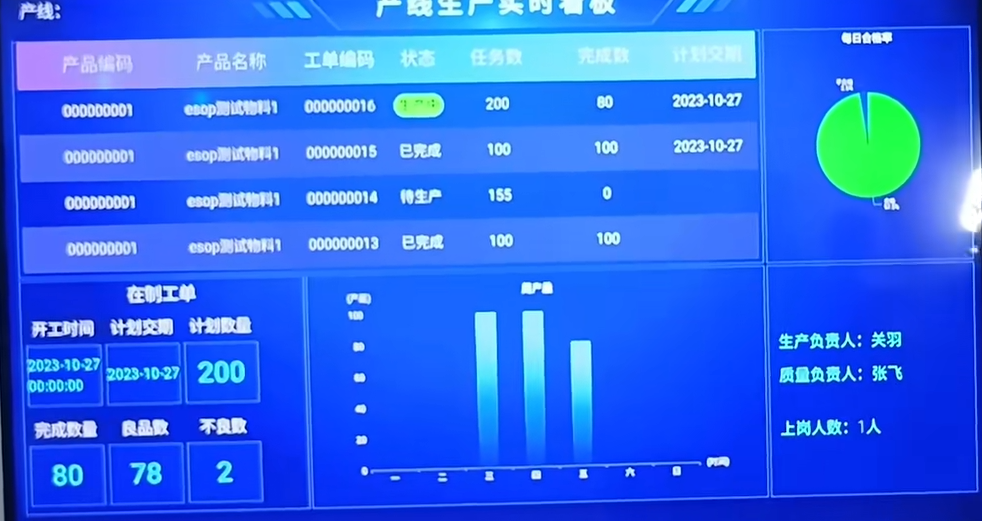 产线：
产线生产实时看板
产品编码 产品名称 工单编码 状态 任务数 完成数 计划交期
000000001 esop测试物料1 000000016 200 80 2023-10-27
000000001 esop测试物料1 000000015 已完成 100 100 2023-10-27
000000001 esop测试物料1 000000014 待生产 155 0
000000001 esop测试物料1 000000013 已完成 100 100
每日合格率
在制工单
开工时间 计划交期 计划数量
2023-10-27
00:00:00
2023-10-27
200
完成数量 良品数 不良数
80 78 2
周产量
(产量)
100
80
60
40
20
0
一 二 三 四 五 六 日 (时间)
生产负责人：关羽
质量负责人：张飞
上岗人数：1人